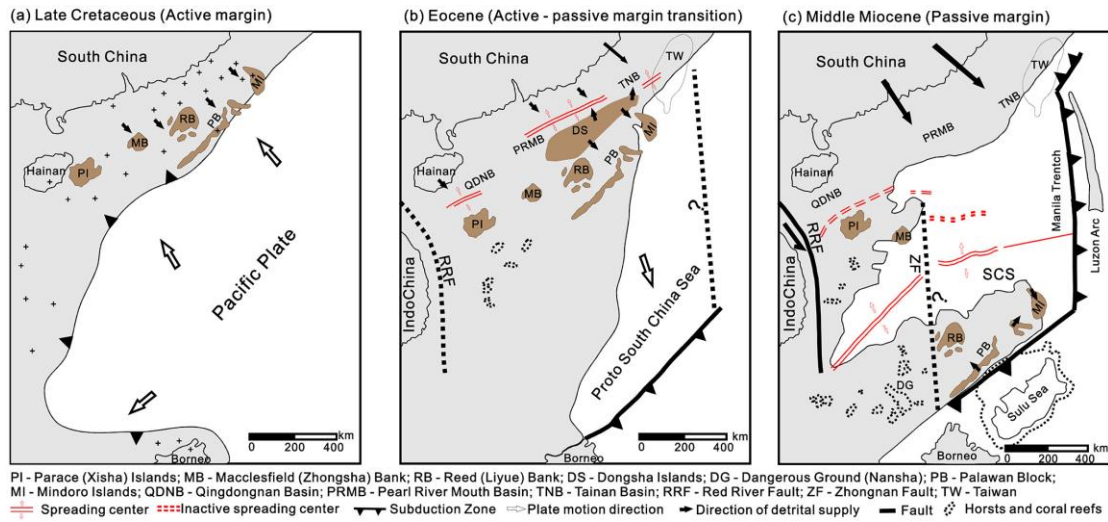 (a) Late Cretaceous (Active margin)
South China
MI
RB
PB
MB
Hainan
PI
Pacific Plate
Borneo
km
0 200 400
(b) Eocene (Active - passive margin transition)
South China
TW
TNB
DS
MI
PRMB
PB
RB
Hainan
QDNB
MB
PI
?
RRF
IndoChina
Proto South China Sea
Borneo
km
0 200 400
(c) Middle Miocene (Passive margin)
South China
TW
TNB
PRMB
Hainan
QDNB
PI
MB
RRF
ZF
IndoChina
Manila Trentch
Luzon Arc
SCS
?
MI
RB
PB
DG
Sulu Sea
Borneo
km
0 200 400
PI - Parace (Xisha) Islands; MB - Macclesfield (Zhongsha) Bank; RB - Reed (Liyue) Bank; DS - Dongsha Islands; DG - Dangerous Ground (Nansha); PB - Palawan Block;
MI - Mindoro Islands; QDNB - Qingdongnan Basin; PRMB - Pearl River Mouth Basin; TNB - Tainan Basin; RRF - Red River Fault; ZF - Zhongnan Fault; TW - Taiwan
Spreading center Inactive spreading center Subduction Zone Plate motion direction Direction of detrital supply Fault Horsts and coral reefs